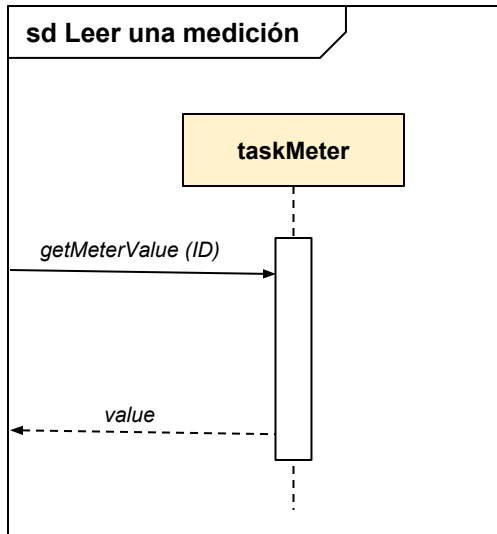 sd Leer una medición
taskMeter
getMeterValue (ID)
value